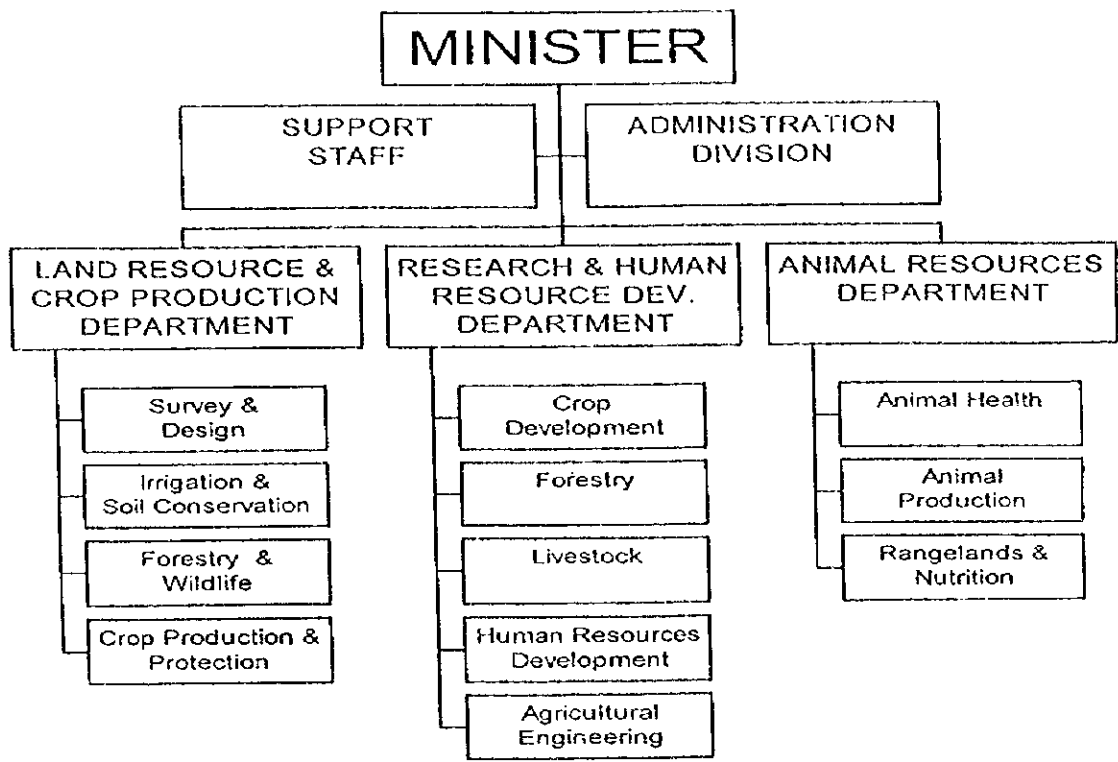 MINISTER
SUPPORT
STAFF
ADMINISTRATION
DIVISION
LAND RESOURCE &
CROP PRODUCTION
DEPARTMENT
RESEARCH & HUMAN
RESOURCE DEV.
DEPARTMENT
ANIMAL RESOURCES
DEPARTMENT
Survey &
Design
Irrigation &
Soil Conservation
Forestry &
Wildlife
Crop Production &
Protection
Crop
Development
Forestry
Livestock
Human Resources
Development
Agricultural
Engineering
Animal Health
Animal
Production
Rangelands &
Nutrition